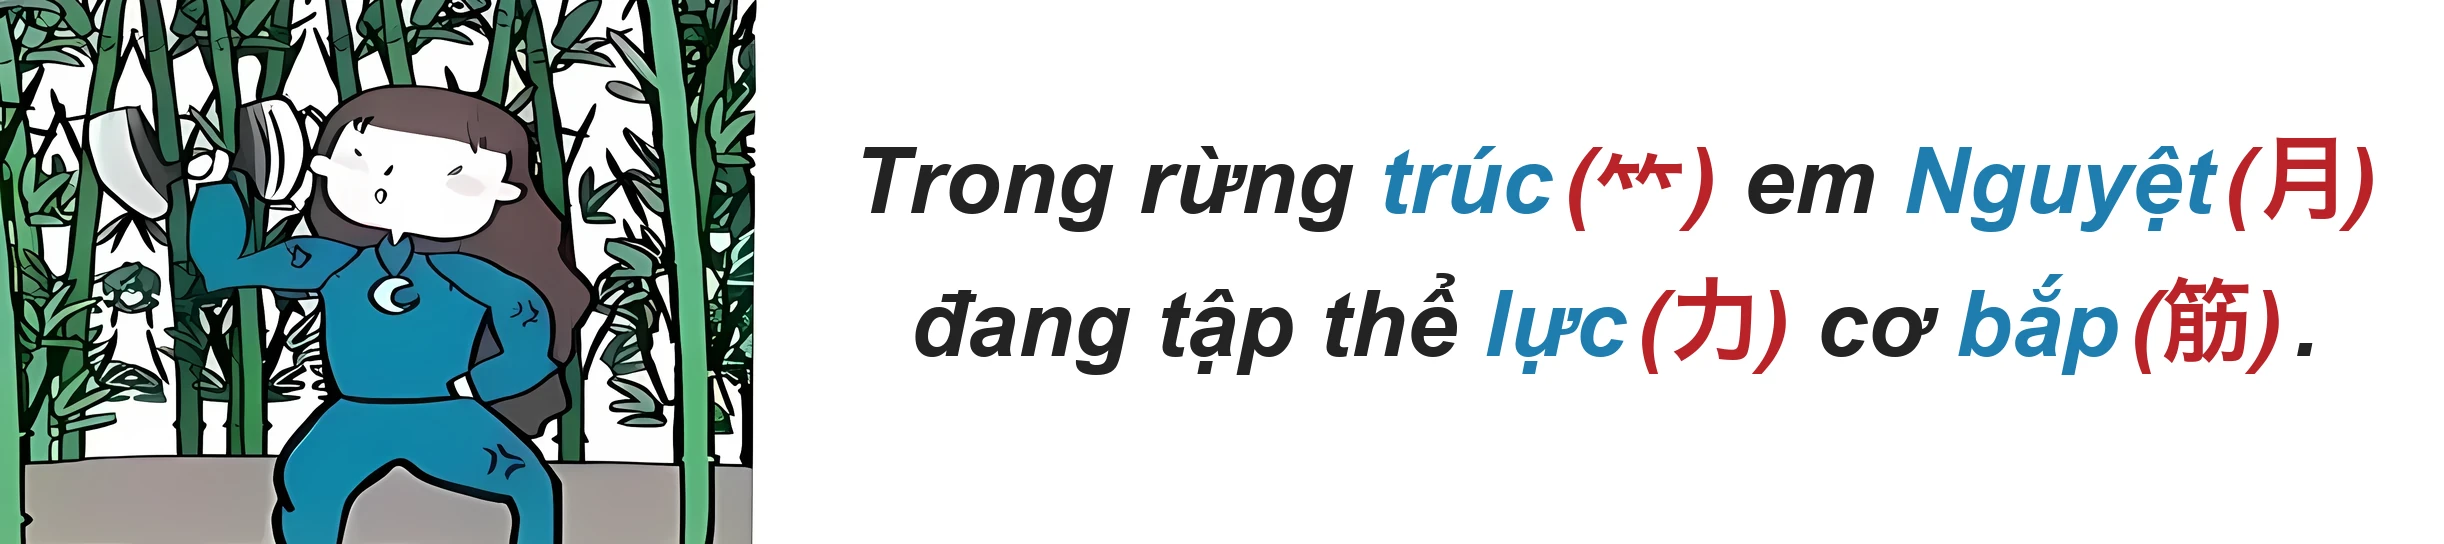 Trong rừng trúc(⺮) em Nguyệt(月)
đang tập thể lực(力) cơ bắp(筋).